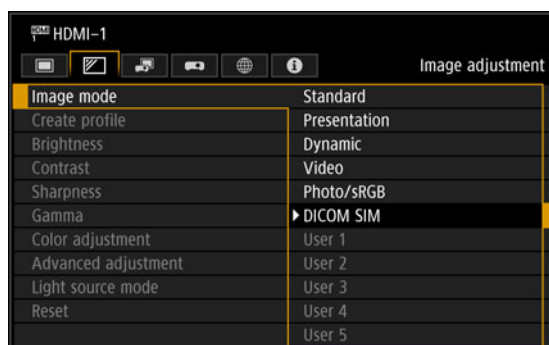 HDMI HDMI-1
1
Image adjustment
Image mode
Create profile
Brightness
Contrast
Sharpness
Gamma
Color adjustment
Advanced adjustment
Light source mode
Reset
Standard
Presentation
Dynamic
Video
Photo/sRGB
DICOM SIM
User 1
User 2
User 3
User 4
User 5